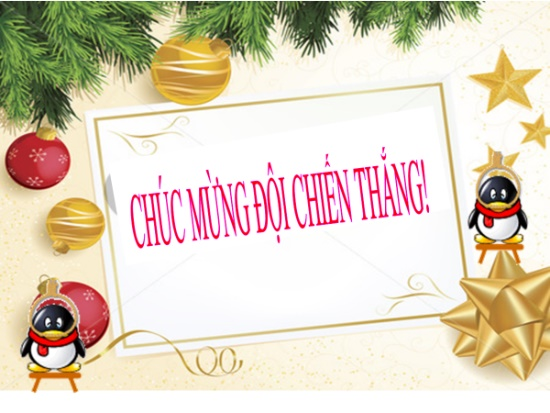 CHÚC MỪNG ĐỘI CHIẾN THẮNG!